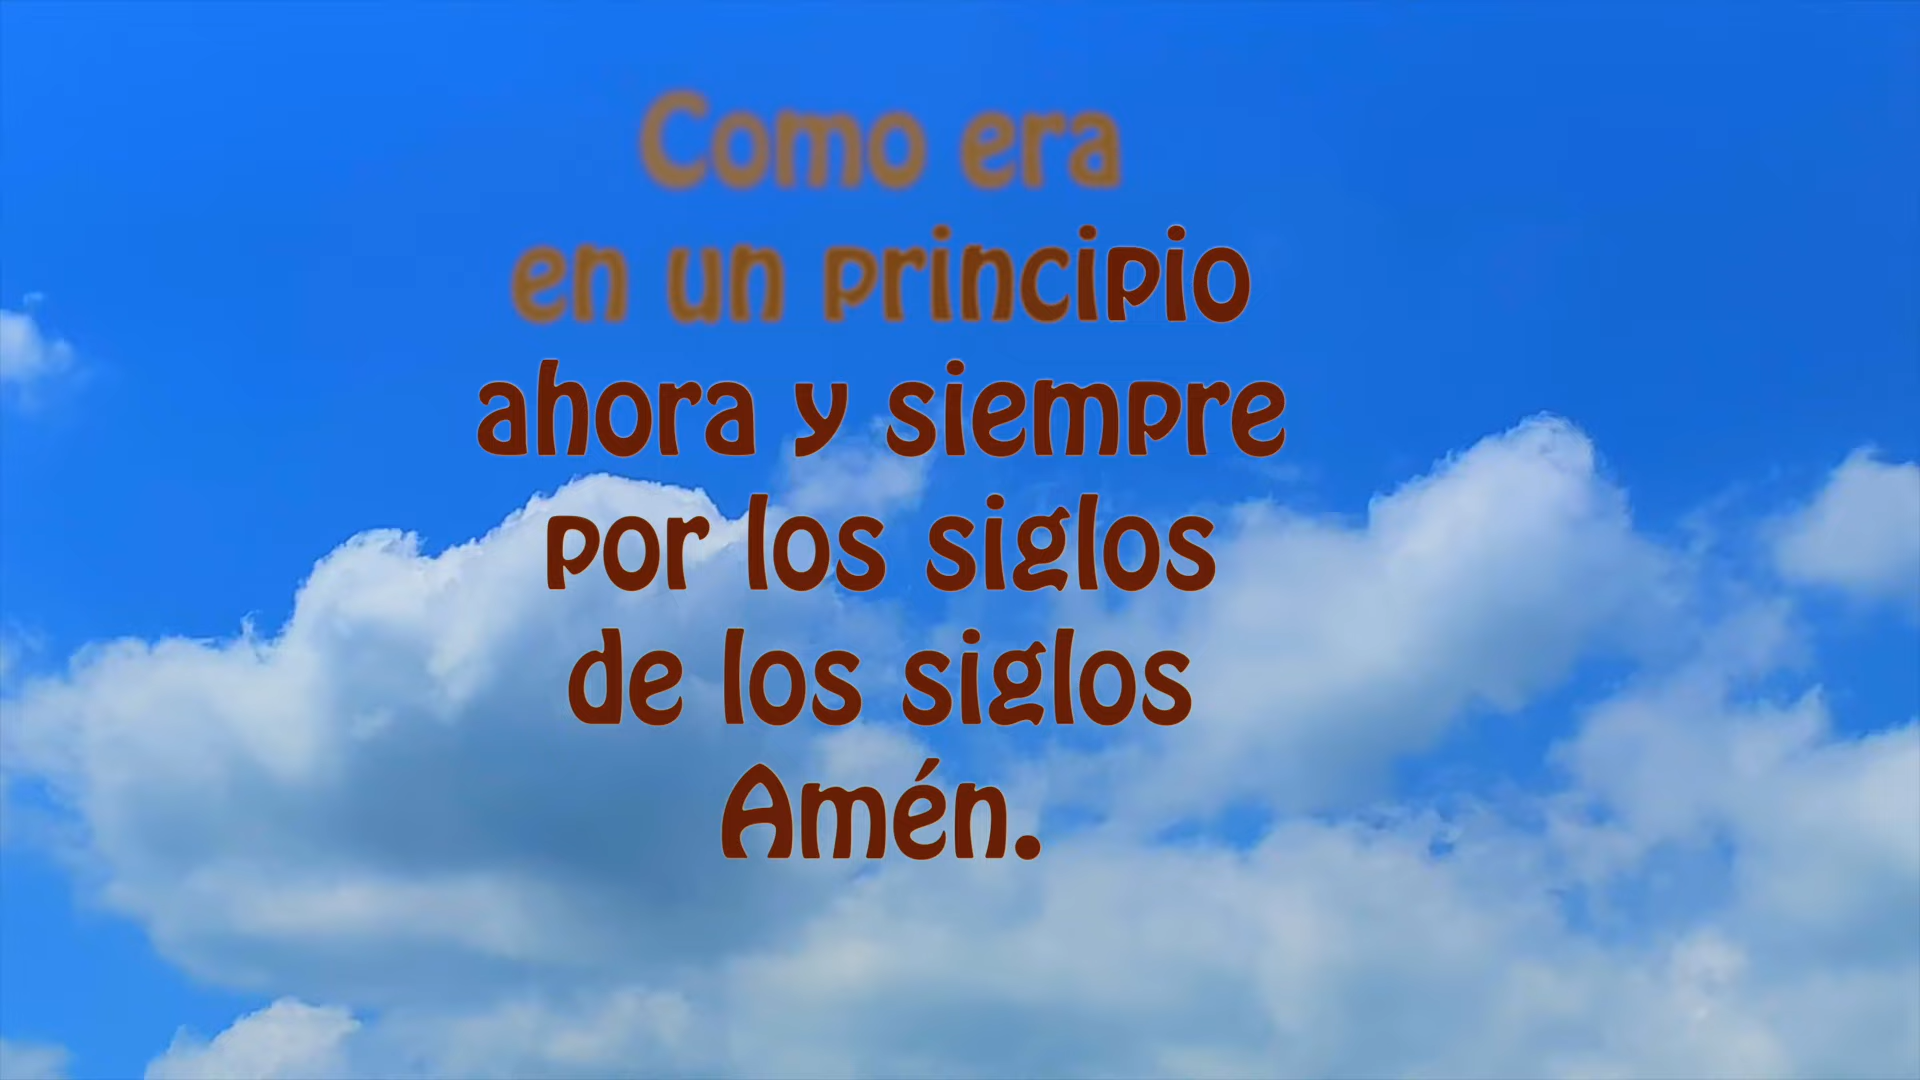 Como era
en un principio
ahora y siempre
por los siglos
de los siglos
Amén.